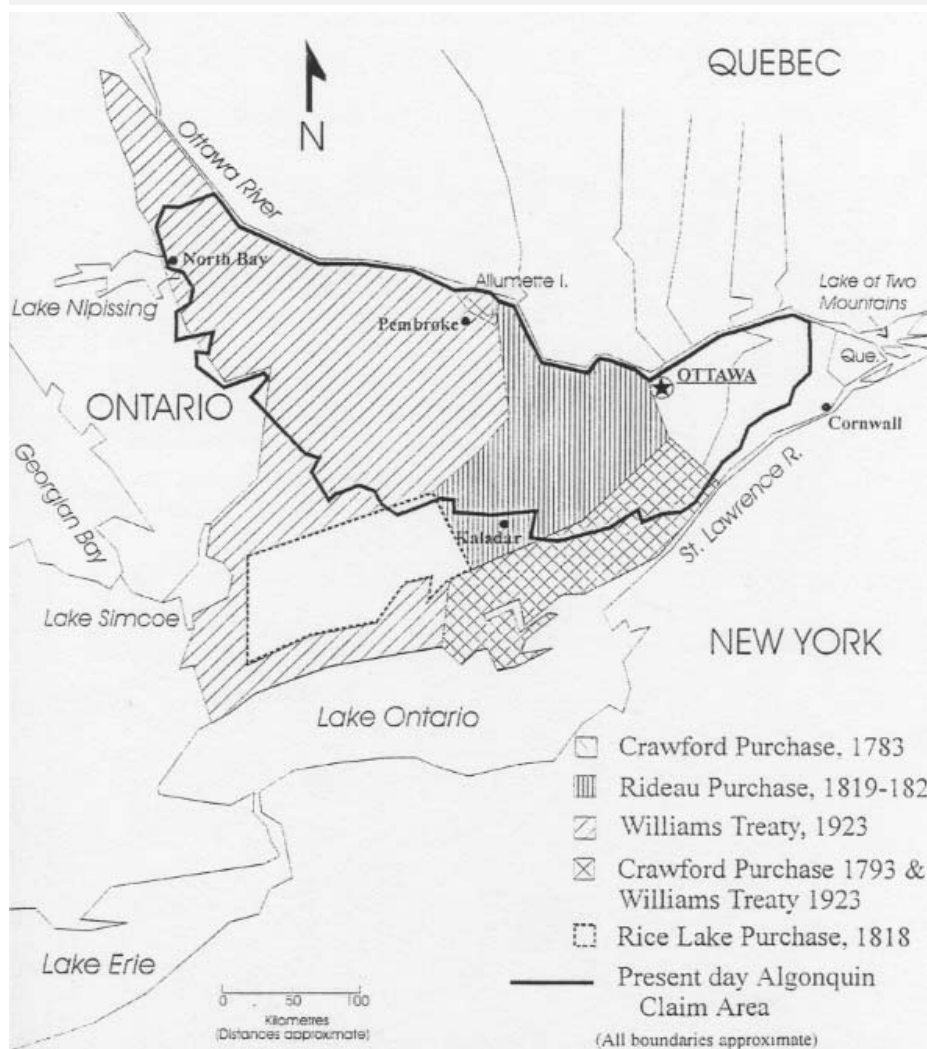 QUEBEC
N
Ottawa River
North Bay
Lake Nipissing
Allumette I.
Pembroke
Lake of Two
Mountains
Que.
OTTAWA
Cornwall
ONTARIO
Georgian Bay
St. Lawrence R.
Kaladar
Lake Simcoe
NEW YORK
Lake Ontario
Crawford Purchase, 1783
Rideau Purchase, 1819-182
Williams Treaty, 1923
Crawford Purchase 1793 &
Williams Treaty 1923
Rice Lake Purchase, 1818
Lake Erie
Present day Algonquin
Claim Area
0 50 100
Kilometres
(Distances approximate)
(All boundaries approximate)